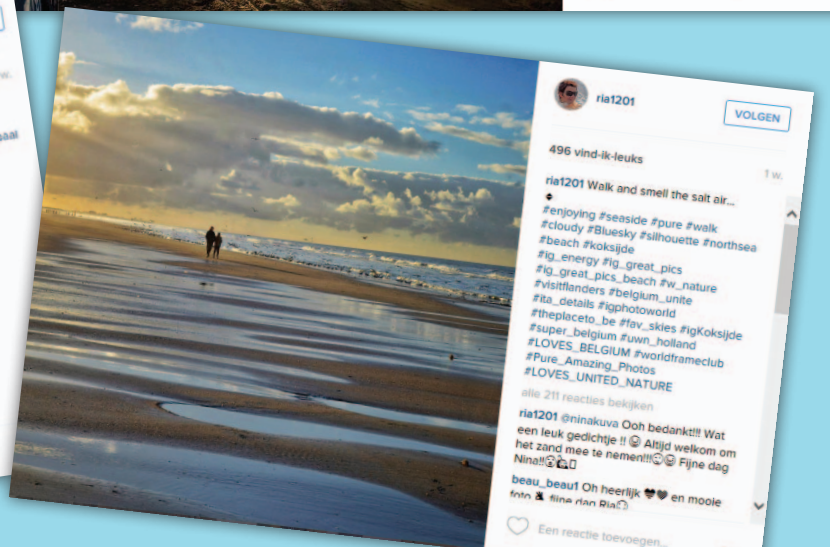 w.
aal
ria1201
VOLGEN
496 vind-ik-leuks
1 w.
ria1201 Walk and smell the salt air...
#enjoying #seaside #pure #walk
#cloudy #Bluesky #silhouette #northsea
#beach #koksijde
#ig_energy #ig_great_pics
#ig_great_pics_beach #w_nature
#visitflanders #belgium_unite
#ita_details #igphotoworld
#theplaceto_be #fav_skies #igKoksijde
#super_belgium #uwn_holland
#LOVES_BELGIUM #worldframeclub
#Pure_Amazing_Photos
#LOVES_UNITED_NATURE
alle 211 reacties bekijken
ria1201 @ninakuva Ooh bedankt!!! Wat
een leuk gedichtje !! Altijd welkom om
het zand mee te nemen!!! Fijne dag
Nina!!
beau_beau1 Oh heerlijk en mooie
foto fijne dag Ria
Een reactie toevoegen...